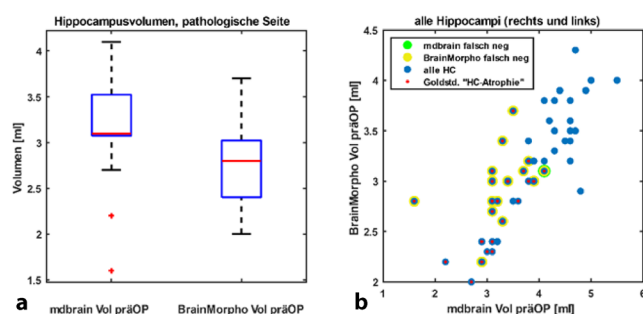 Hippocampusvolumen, pathologische Seite
Volumen [ml]
4
3.5
3
2.5
2
1.5
mdbrain Vol präOP
BrainMorpho Vol präOP
a
alle Hippocampi (rechts und links)
mdbrain falsch neg
BrainMorpho falsch neg
alle HC
Goldstd. "HC-Atrophie"
BrainMorpho Vol präOP [ml]
4.5
4
3.5
3
2.5
2
1
2
3
4
5
6
mdbrain Vol präOP [ml]
b